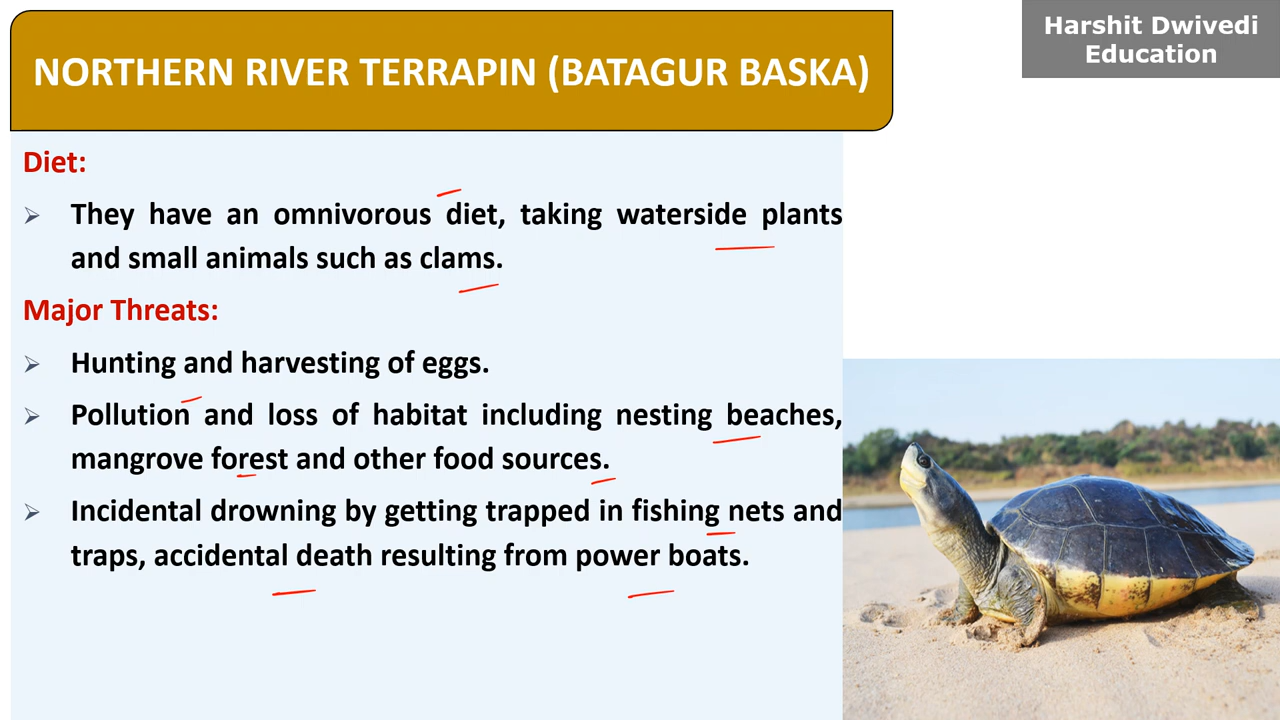 Harshit Dwivedi
Education
NORTHERN RIVER TERRAPIN (BATAGUR BASKA)
Diet:
➢ They have an omnivorous diet, taking waterside plants
and small animals such as clams.
Major Threats:
➢ Hunting and harvesting of eggs.
➢ Pollution and loss of habitat including nesting beaches,
mangrove forest and other food sources.
➢ Incidental drowning by getting trapped in fishing nets and
traps, accidental death resulting from power boats.